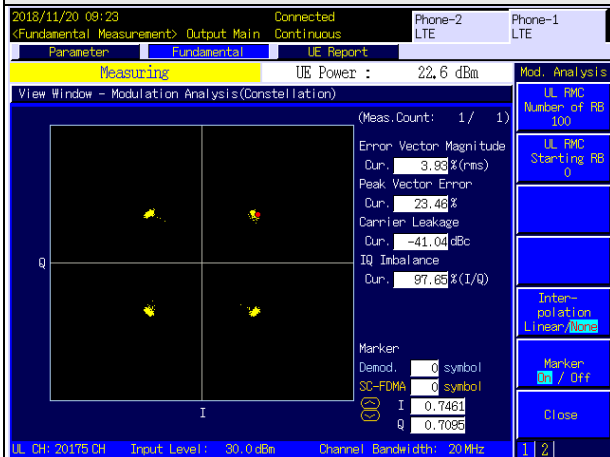 2018/11/20 09:23 Connected Phone-2 Phone-1
<Fundamental Measurement> Output Main Continuous LTE LTE
Parameter Fundamental UE Report
Measuring UE Power : 22.6 dBm Mod. Analysis
View Window - Modulation Analysis(Constellation)
UL RMC
Number of RB
100
(Meas.Count: 1/ 1)
Error Vector Magnitude
Cur. 3.93 %(rms)
Peak Vector Error
Cur. 23.46 %
Carrier Leakage
Cur. -41.04 dBc
IQ Imbalance
Cur. 97.65 %(I/Q)
UL RMC
Starting RB
0
Q
I
Marker
Demod. 0 symbol
SC-FDMA 0 symbol
I 0.7461
Q 0.7095
Inter-
polation
Linear/None
Marker
On / Off
Close
UL CH: 20175 CH Input Level: 30.0 dBm Channel Bandwidth: 20 MHz 1 2